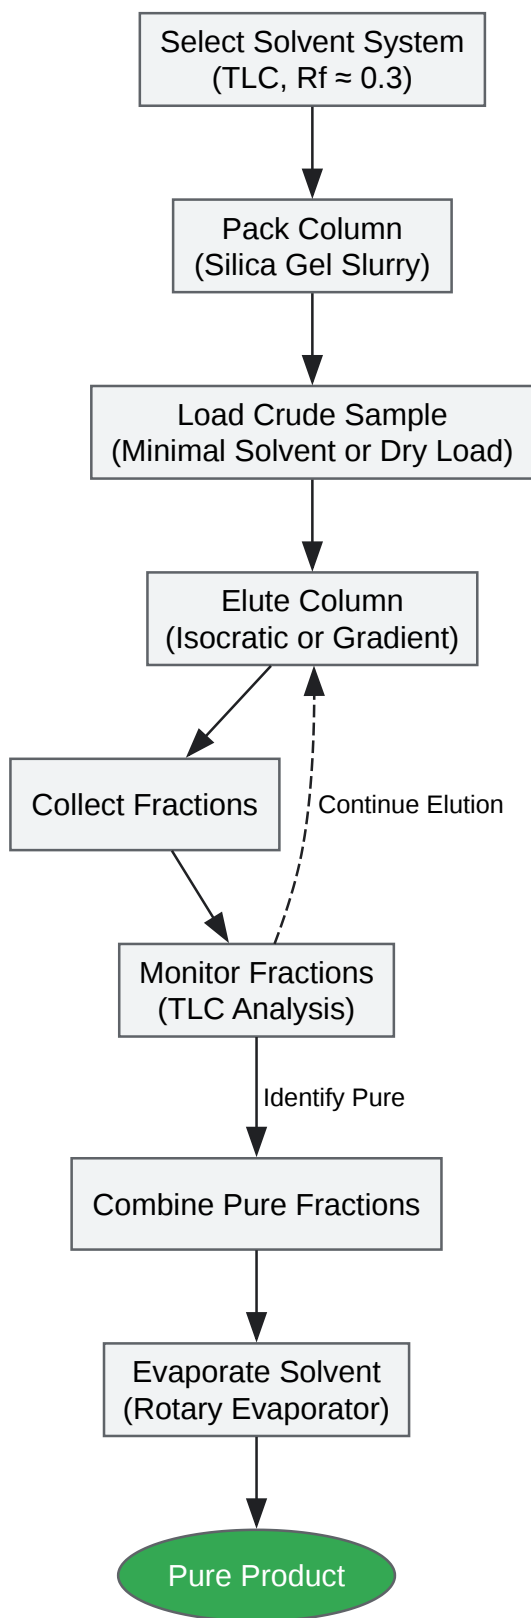 Select Solvent System
(TLC, Rf ≈ 0.3)
Pack Column
(Silica Gel Slurry)
Load Crude Sample
(Minimal Solvent or Dry Load)
Elute Column
(Isocratic or Gradient)
Collect Fractions
Continue Elution
Monitor Fractions
(TLC Analysis)
Identify Pure
Combine Pure Fractions
Evaporate Solvent
(Rotary Evaporator)
Pure Product